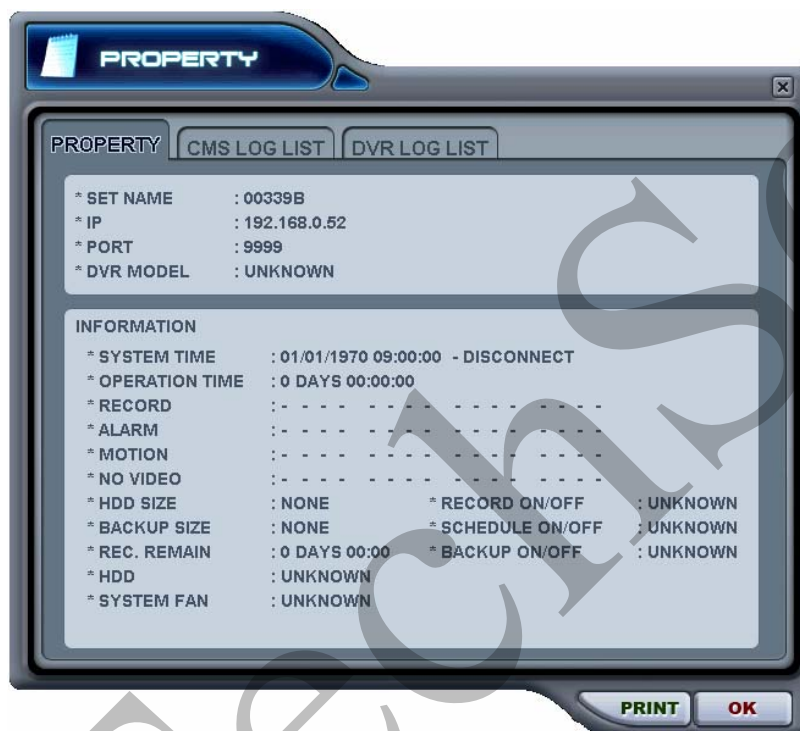 PROPERTY
PROPERTY CMS LOG LIST DVR LOG LIST
* SET NAME : 00339B
* IP : 192.168.0.52
* PORT : 9999
* DVR MODEL : UNKNOWN
INFORMATION
* SYSTEM TIME : 01/01/1970 09:00:00 - DISCONNECT
* OPERATION TIME : 0 DAYS 00:00:00
* RECORD : - - - - - - - - - - - - - - - -
* ALARM : - - - - - - - - - - - - - - - -
* MOTION : - - - - - - - - - - - - - - - -
* NO VIDEO : - - - - - - - - - - - - - - - -
* HDD SIZE : NONE * RECORD ON/OFF : UNKNOWN
* BACKUP SIZE : NONE * SCHEDULE ON/OFF : UNKNOWN
* REC. REMAIN : 0 DAYS 00:00 * BACKUP ON/OFF : UNKNOWN
* HDD : UNKNOWN
* SYSTEM FAN : UNKNOWN
PRINT OK